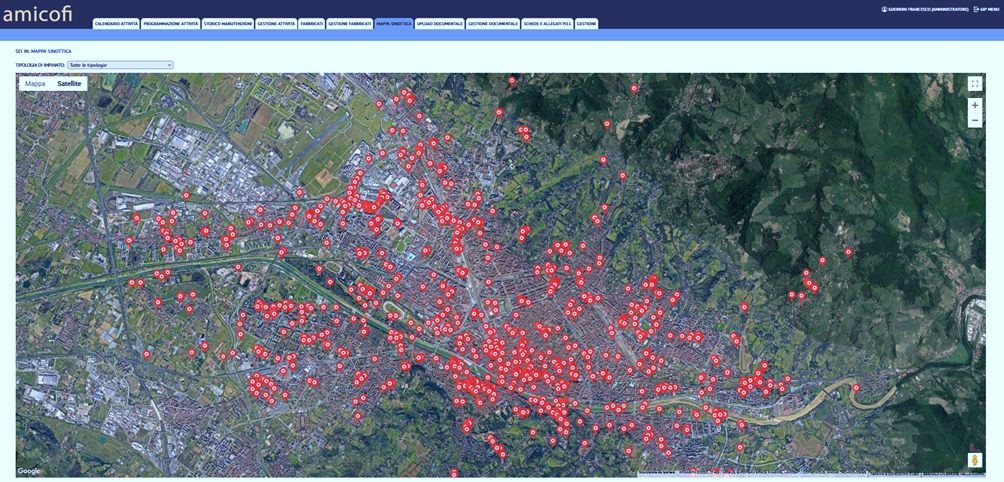 amicofi
GUERRINI FRANCESCO (AMMINISTRATORE) GIP MENU
CALENDARIO ATTIVITÀ PROGRAMMAZIONE ATTIVITÀ STORICO MANUTENZIONI GESTIONE ATTIVITÀ FABBRICATI GESTIONE FABBRICATI MAPPA SINOTTICA UPLOAD DOCUMENTALE GESTIONE DOCUMENTALE SCHEDE E ALLEGATI P.E.I. GESTIONE
SEI IN: MAPPA SINOTTICA
TIPOLOGIA DI IMPIANTO: Tutte le tipologie
Mappa Satellite
Google